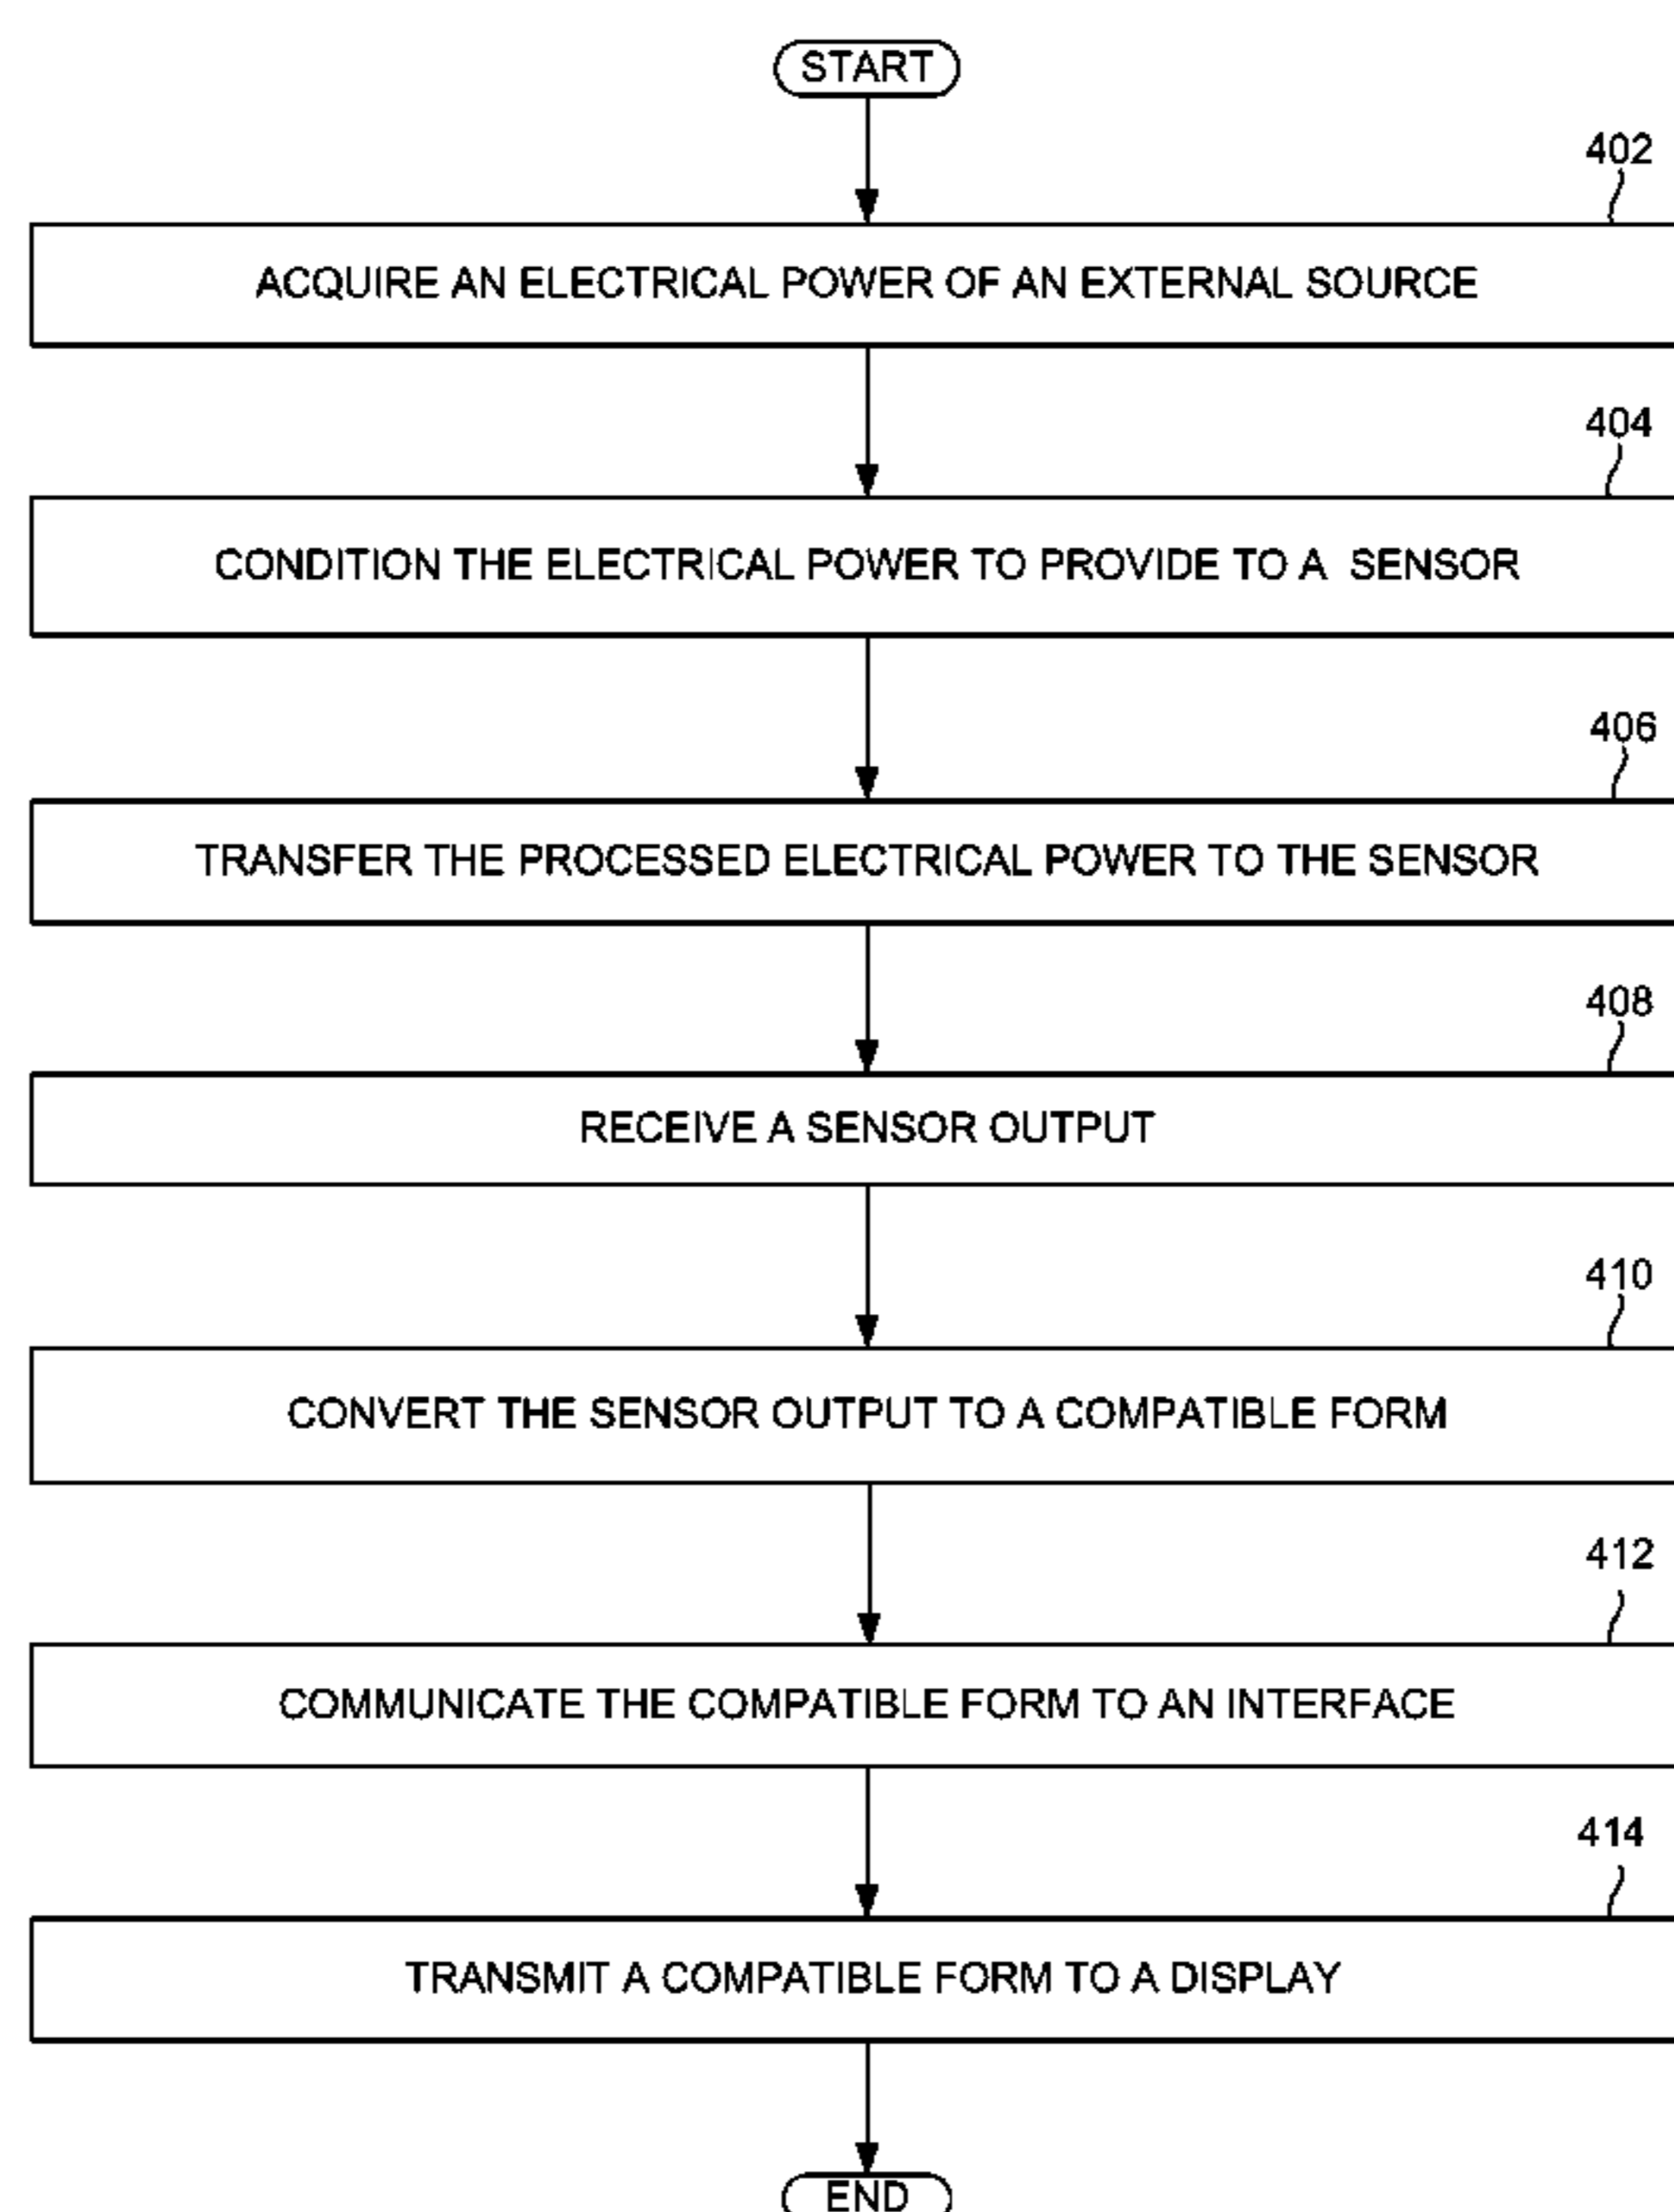 START
402
ACQUIRE AN ELECTRICAL POWER OF AN EXTERNAL SOURCE
404
CONDITION THE ELECTRICAL POWER TO PROVIDE TO A SENSOR
406
TRANSFER THE PROCESSED ELECTRICAL POWER TO THE SENSOR
408
RECEIVE A SENSOR OUTPUT
410
CONVERT THE SENSOR OUTPUT TO A COMPATIBLE FORM
412
COMMUNICATE THE COMPATIBLE FORM TO AN INTERFACE
414
TRANSMIT A COMPATIBLE FORM TO A DISPLAY
END